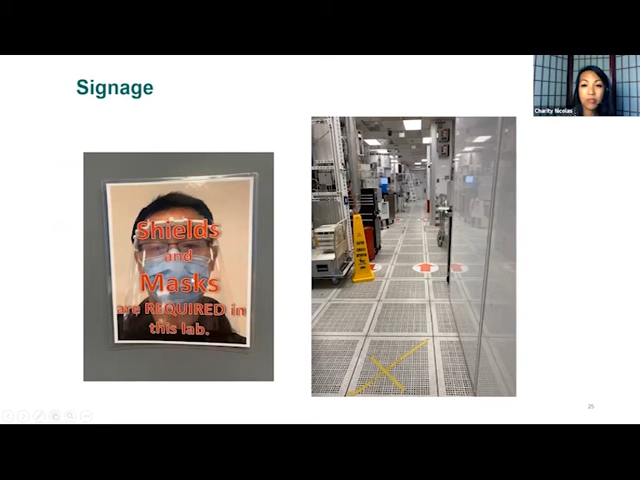 Signage
Charity Nicolas
Shields
and
Masks
are REQUIRED in
this lab.
25